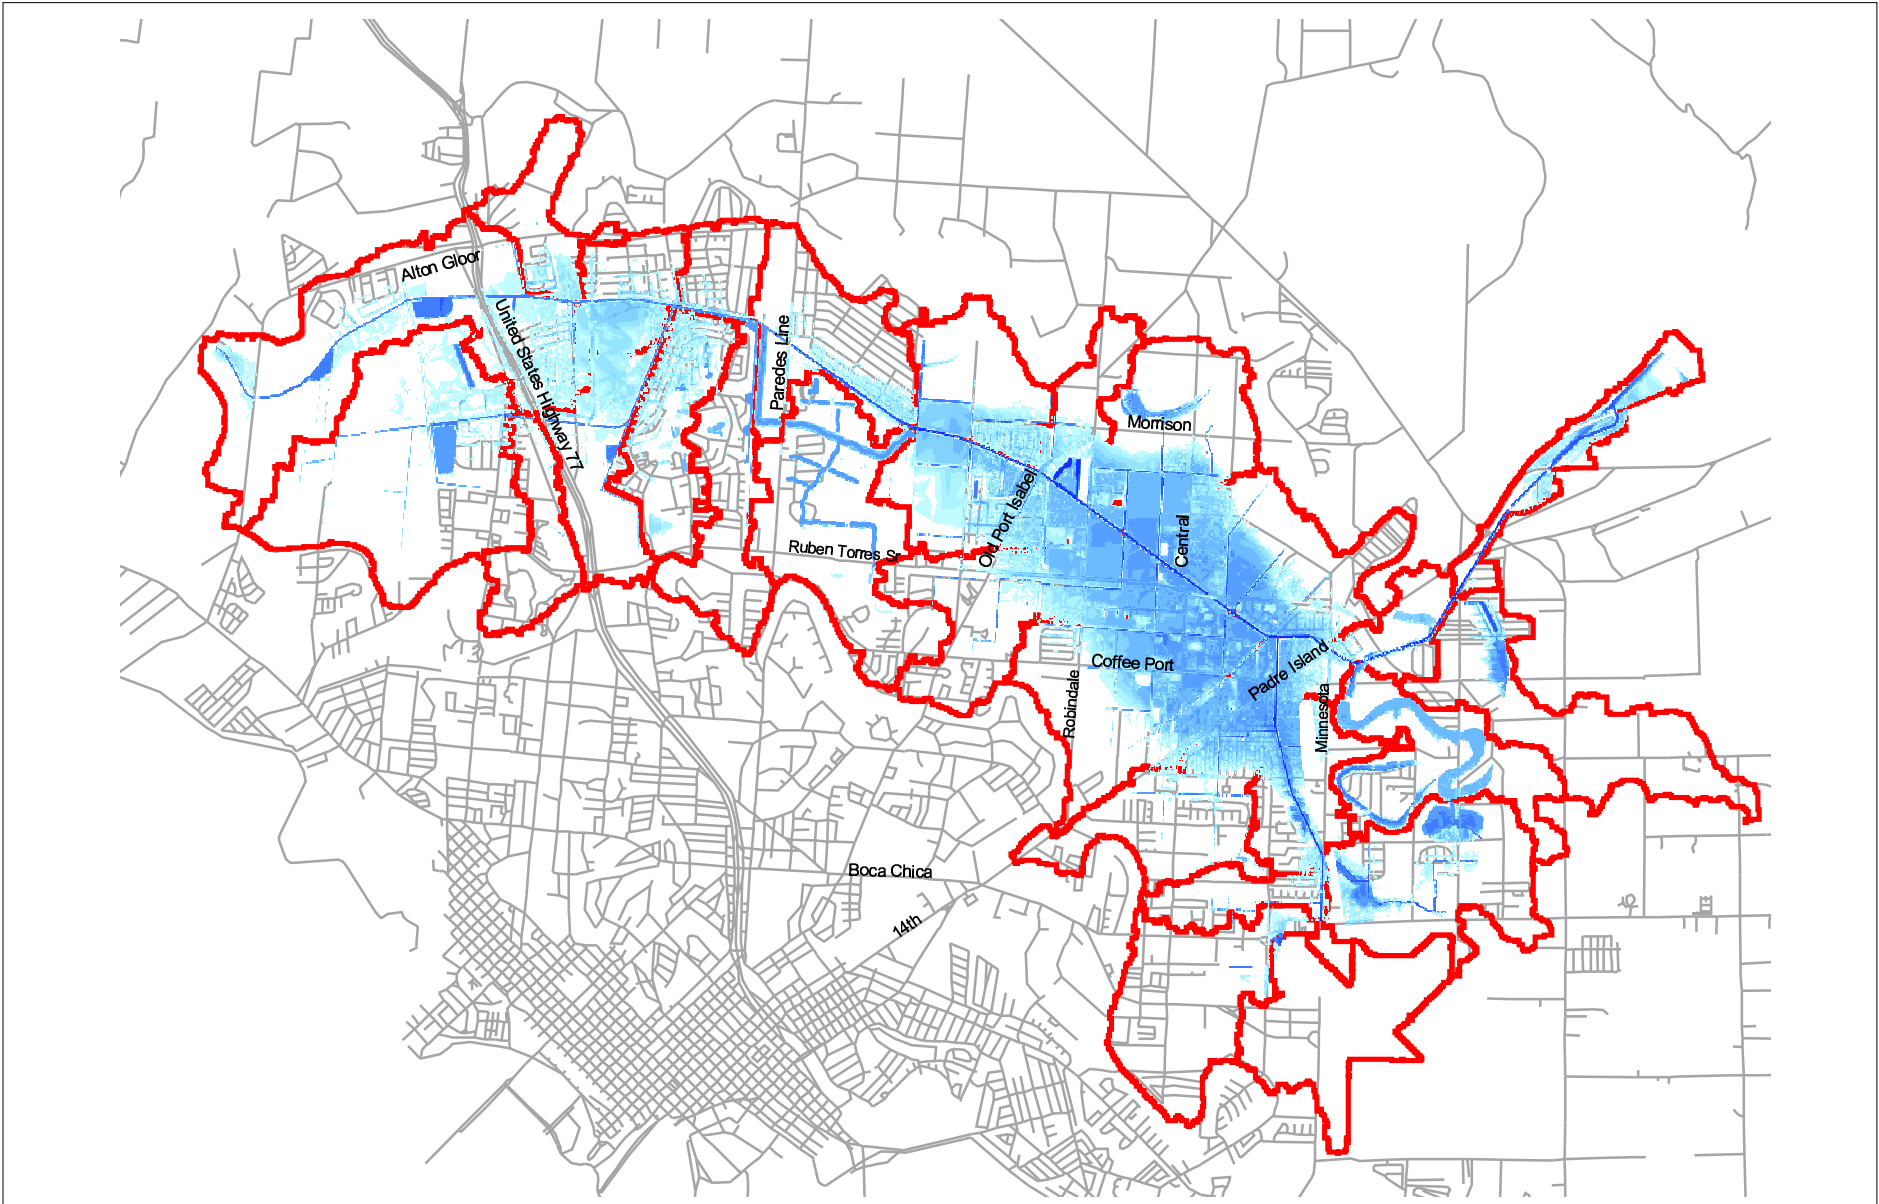 Alton Gloor
United States Highway 77
Paredes Line
Morrison
Old Port Isabel
Central
Ruben Torres Sr
Coffee Port
Padre Island
Robindale
Minnesota
Boca Chica
14th